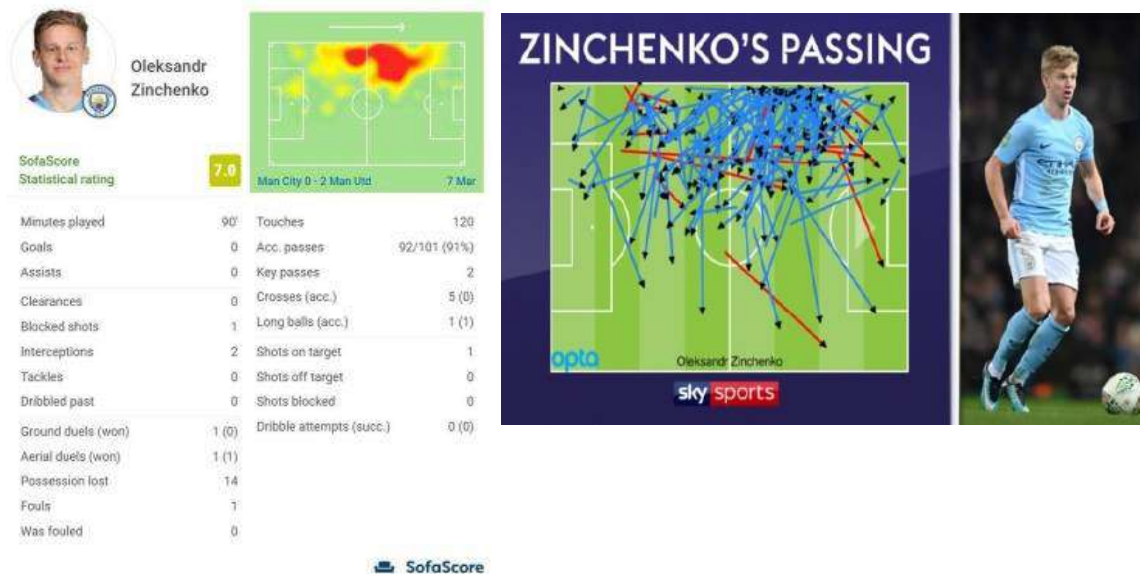 Oleksandr
Zinchenko
SofaScore
Statistical rating
7.0
Man City 0 - 2 Man Utd
7 Mar
Minutes played 90'
Goals 0
Assists 0
Clearances 0
Blocked shots 1
Interceptions 2
Tackles 0
Dribbled past 0
Ground duels (won) 1 (0)
Aerial duels (won) 1 (1)
Possession lost 14
Fouls 1
Was fouled 0
Touches 120
Acc. passes 92/101 (91%)
Key passes 2
Crosses (acc.) 5 (0)
Long balls (acc.) 1 (1)
Shots on target 1
Shots off target 0
Shots blocked 0
Dribble attempts (succ.) 0 (0)
SofaScore
ZINCHENKO'S PASSING
opta
Oleksandr Zinchenko
sky sports